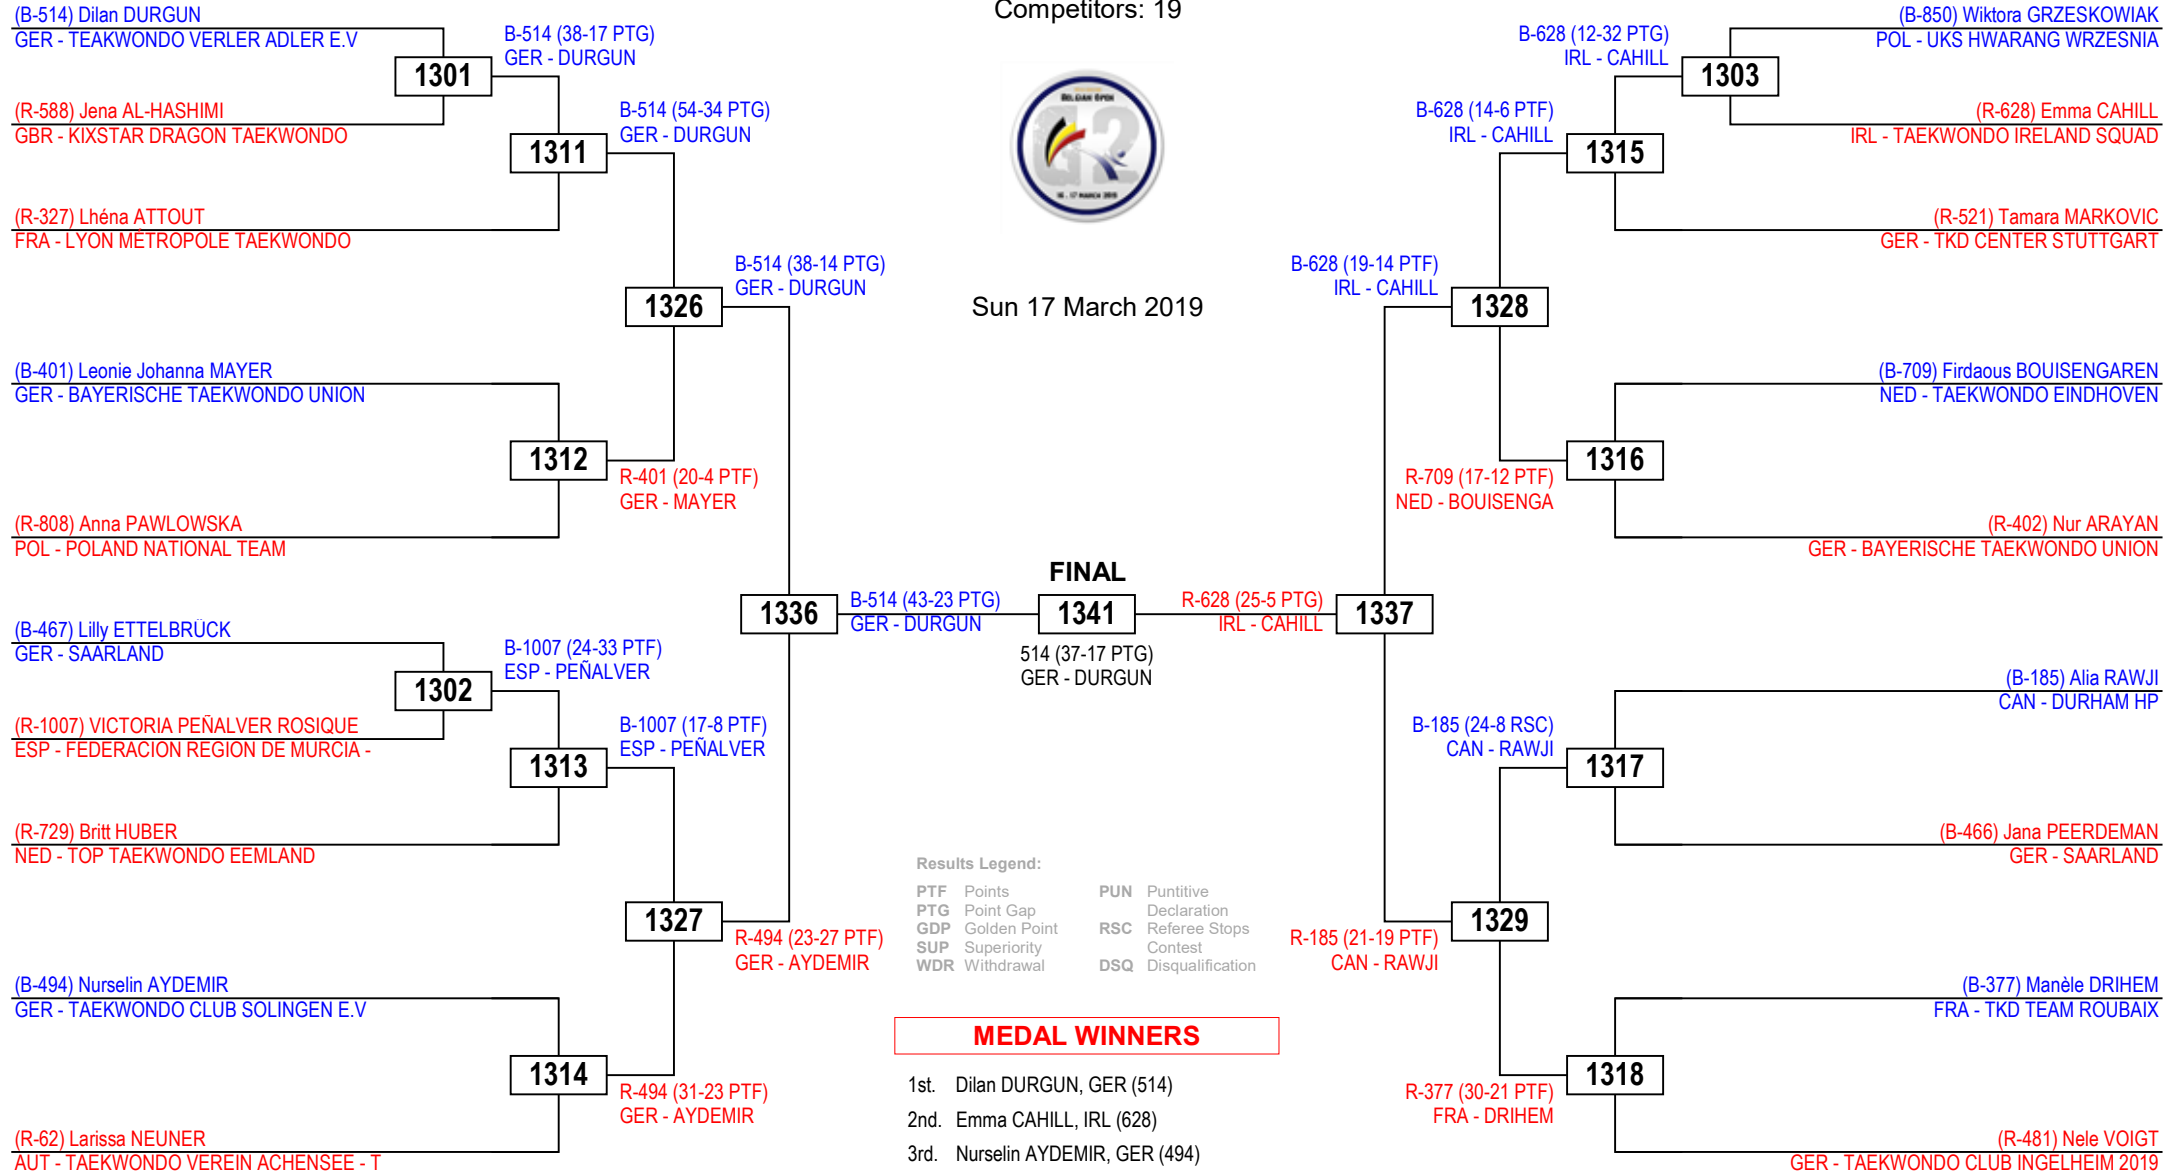 Competitors: 19
BELGIAN OPEN
G2
16 - 17 MARCH 2019
Sun 17 March 2019
(B-514) Dilan DURGUN
GER - TEAKWONDO VERLER ADLER E.V
1301
B-514 (38-17 PTG)
GER - DURGUN
(R-588) Jena AL-HASHIMI
GBR - KIXSTAR DRAGON TAEKWONDO
1311
B-514 (54-34 PTG)
GER - DURGUN
(R-327) Lhéna ATTOUT
FRA - LYON MÉTROPOLE TAEKWONDO
1326
B-514 (38-14 PTG)
GER - DURGUN
(B-401) Leonie Johanna MAYER
GER - BAYERISCHE TAEKWONDO UNION
1312
R-401 (20-4 PTF)
GER - MAYER
(R-808) Anna PAWLOWSKA
POL - POLAND NATIONAL TEAM
1336
B-514 (43-23 PTG)
GER - DURGUN
(B-467) Lilly ETTELBRÜCK
GER - SAARLAND
1302
B-1007 (24-33 PTF)
ESP - PEÑALVER
(R-1007) VICTORIA PEÑALVER ROSIQUE
ESP - FEDERACION REGION DE MURCIA -
1313
B-1007 (17-8 PTF)
ESP - PEÑALVER
(R-729) Britt HUBER
NED - TOP TAEKWONDO EEMLAND
1327
R-494 (23-27 PTF)
GER - AYDEMIR
(B-494) Nurselin AYDEMIR
GER - TAEKWONDO CLUB SOLINGEN E.V
1314
R-494 (31-23 PTF)
GER - AYDEMIR
(R-62) Larissa NEUNER
AUT - TAEKWONDO VEREIN ACHENSEE - T
FINAL
1341
514 (37-17 PTG)
GER - DURGUN
(B-850) Wiktora GRZESKOWIAK
POL - UKS HWARANG WRZESNIA
B-628 (12-32 PTG)
IRL - CAHILL
1303
(R-628) Emma CAHILL
IRL - TAEKWONDO IRELAND SQUAD
B-628 (14-6 PTF)
IRL - CAHILL
1315
(R-521) Tamara MARKOVIC
GER - TKD CENTER STUTTGART
B-628 (19-14 PTF)
IRL - CAHILL
1328
(B-709) Firdaous BOUISENGAREN
NED - TAEKWONDO EINDHOVEN
R-709 (17-12 PTF)
NED - BOUISENGA
1316
(R-402) Nur ARAYAN
GER - BAYERISCHE TAEKWONDO UNION
R-628 (25-5 PTG)
IRL - CAHILL
1337
(B-185) Alia RAWJI
CAN - DURHAM HP
B-185 (24-8 RSC)
CAN - RAWJI
1317
(B-466) Jana PEERDEMAN
GER - SAARLAND
R-185 (21-19 PTF)
CAN - RAWJI
1329
(B-377) Manèle DRIHEM
FRA - TKD TEAM ROUBAIX
R-377 (30-21 PTF)
FRA - DRIHEM
1318
(R-481) Nele VOIGT
GER - TAEKWONDO CLUB INGELHEIM 2019
Results Legend:
PTF Points
PTG Point Gap
GDP Golden Point
SUP Superiority
WDR Withdrawal
PUN Puntitive
Declaration
RSC Referee Stops
Contest
DSQ Disqualification
MEDAL WINNERS
1st. Dilan DURGUN, GER (514)
2nd. Emma CAHILL, IRL (628)
3rd. Nurselin AYDEMIR, GER (494)